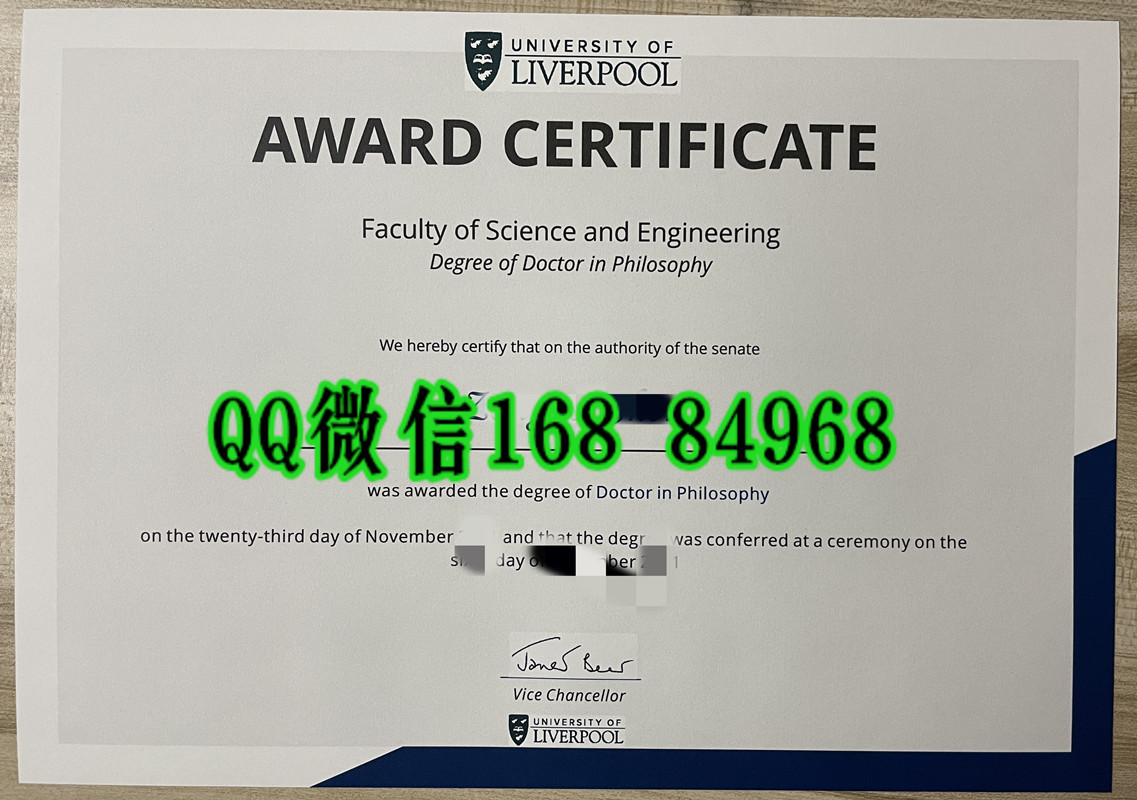 UNIVERSITY OF
LIVERPOOL
AWARD CERTIFICATE
Faculty of Science and Engineering
Degree of Doctor in Philosophy
We hereby certify that on the authority of the senate
QQ微信168 84968
was awarded the degree of Doctor in Philosophy
on the twenty-third day of November and that the was conferred at a ceremony on the
day
Janet Beer
Vice Chancellor
UNIVERSITY OF
LIVERPOOL